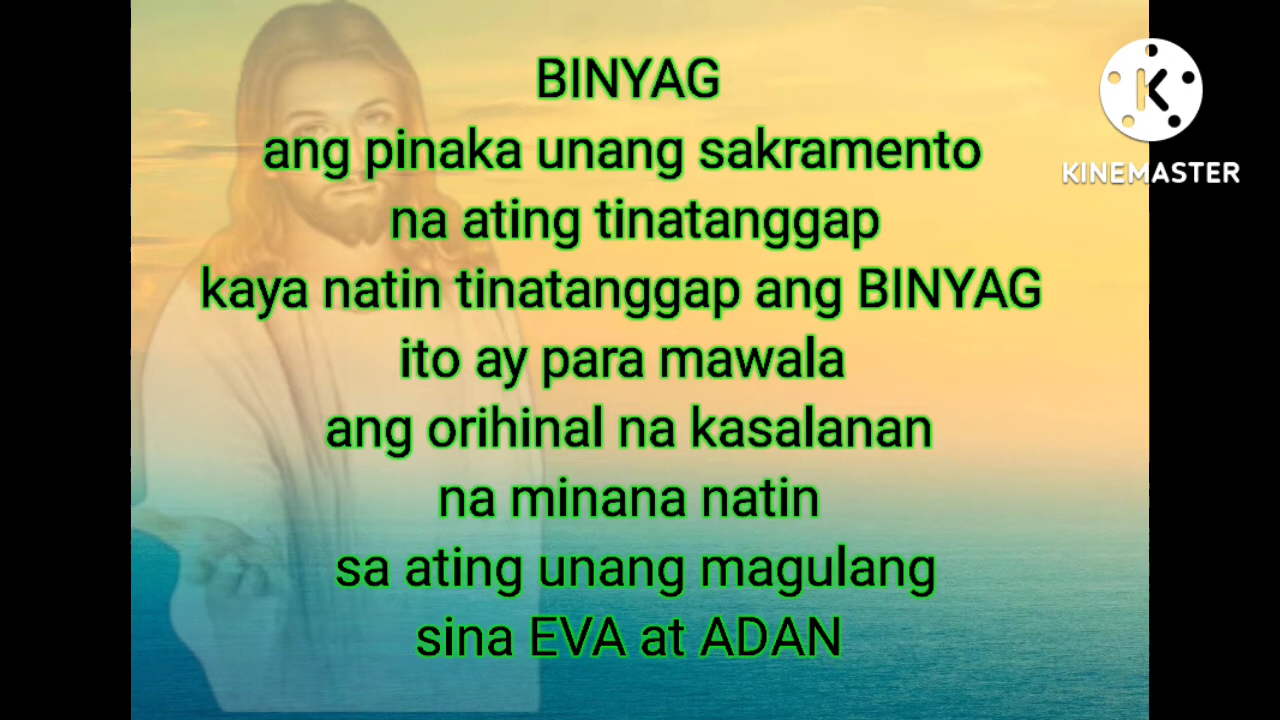 BINYAG
ang pinaka unang sakramento
na ating tinatanggap
kaya natin tinatanggap ang BINYAG
ito ay para mawala
ang orihinal na kasalanan
na minana natin
sa ating unang magulang
sina EVA at ADAN
K
KINEMASTER